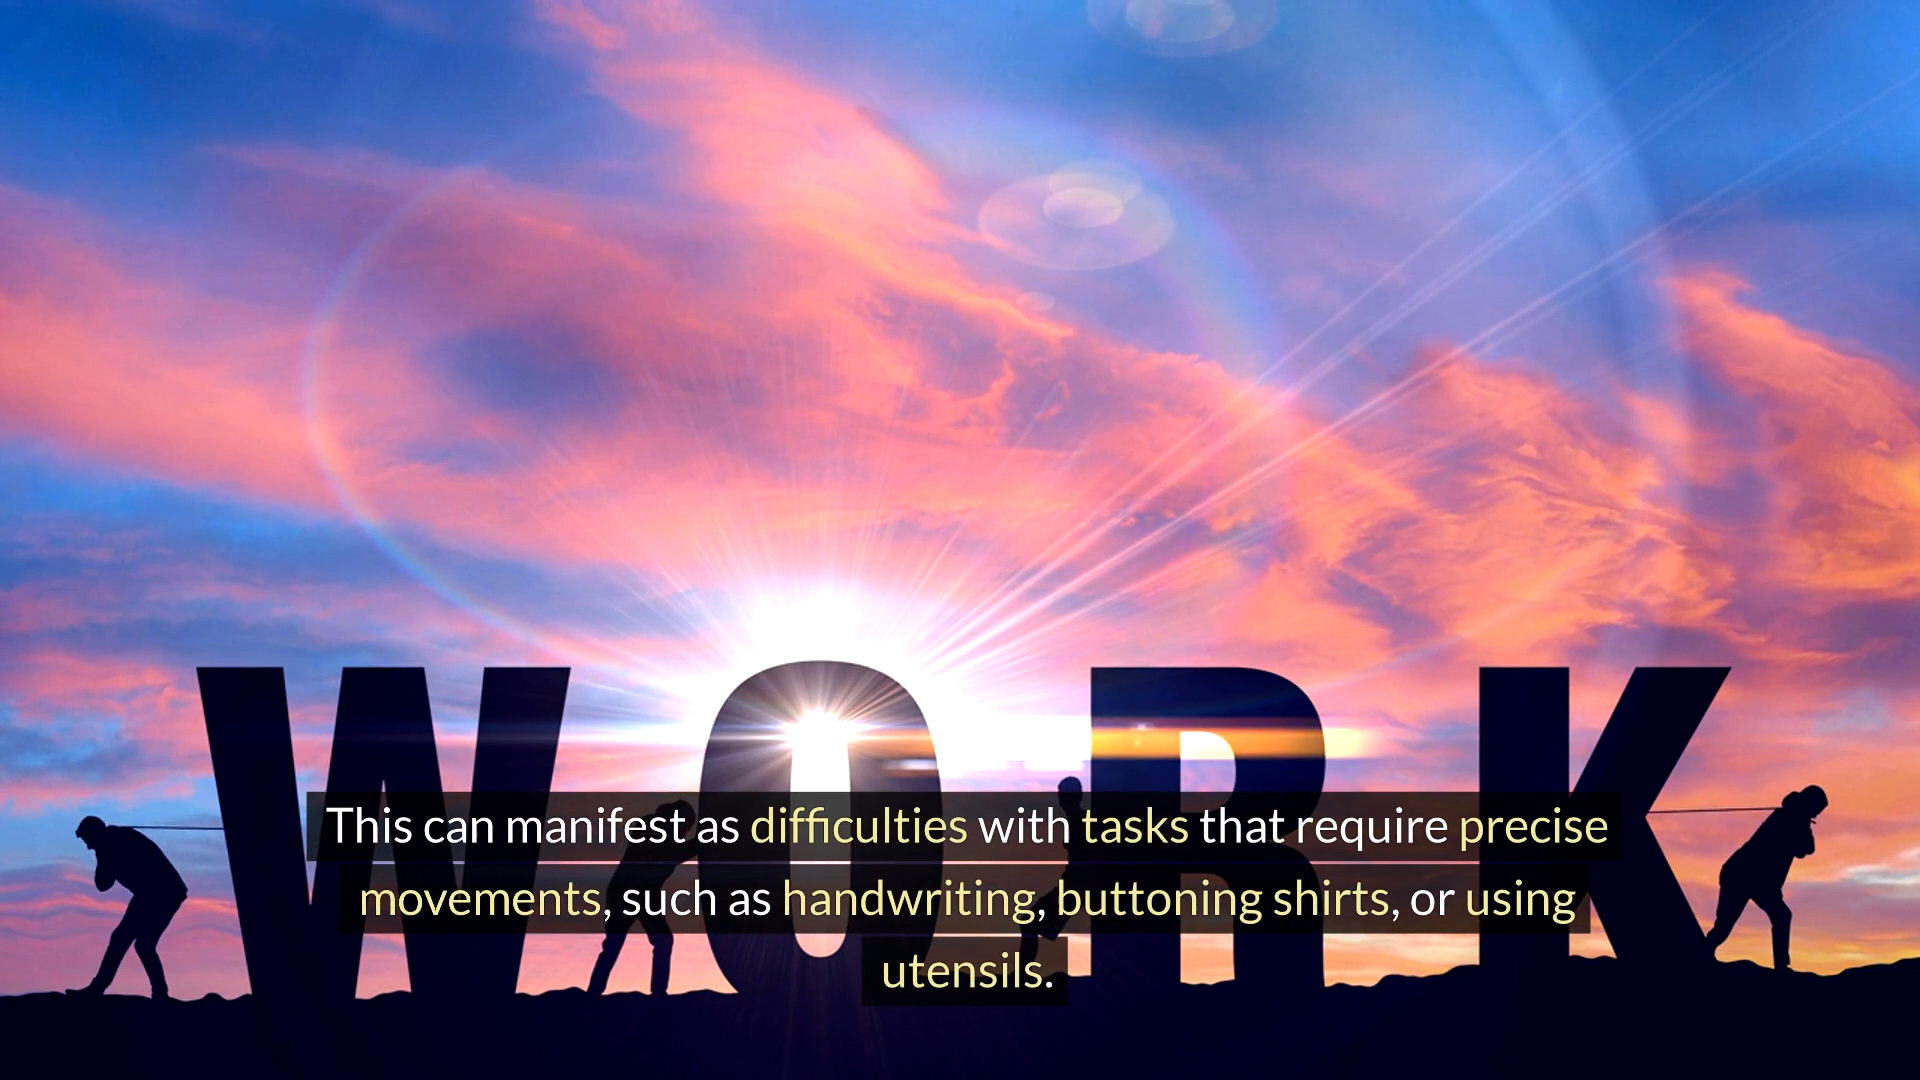 WORK
This can manifest as difficulties with tasks that require precise
movements, such as handwriting, buttoning shirts, or using
utensils.